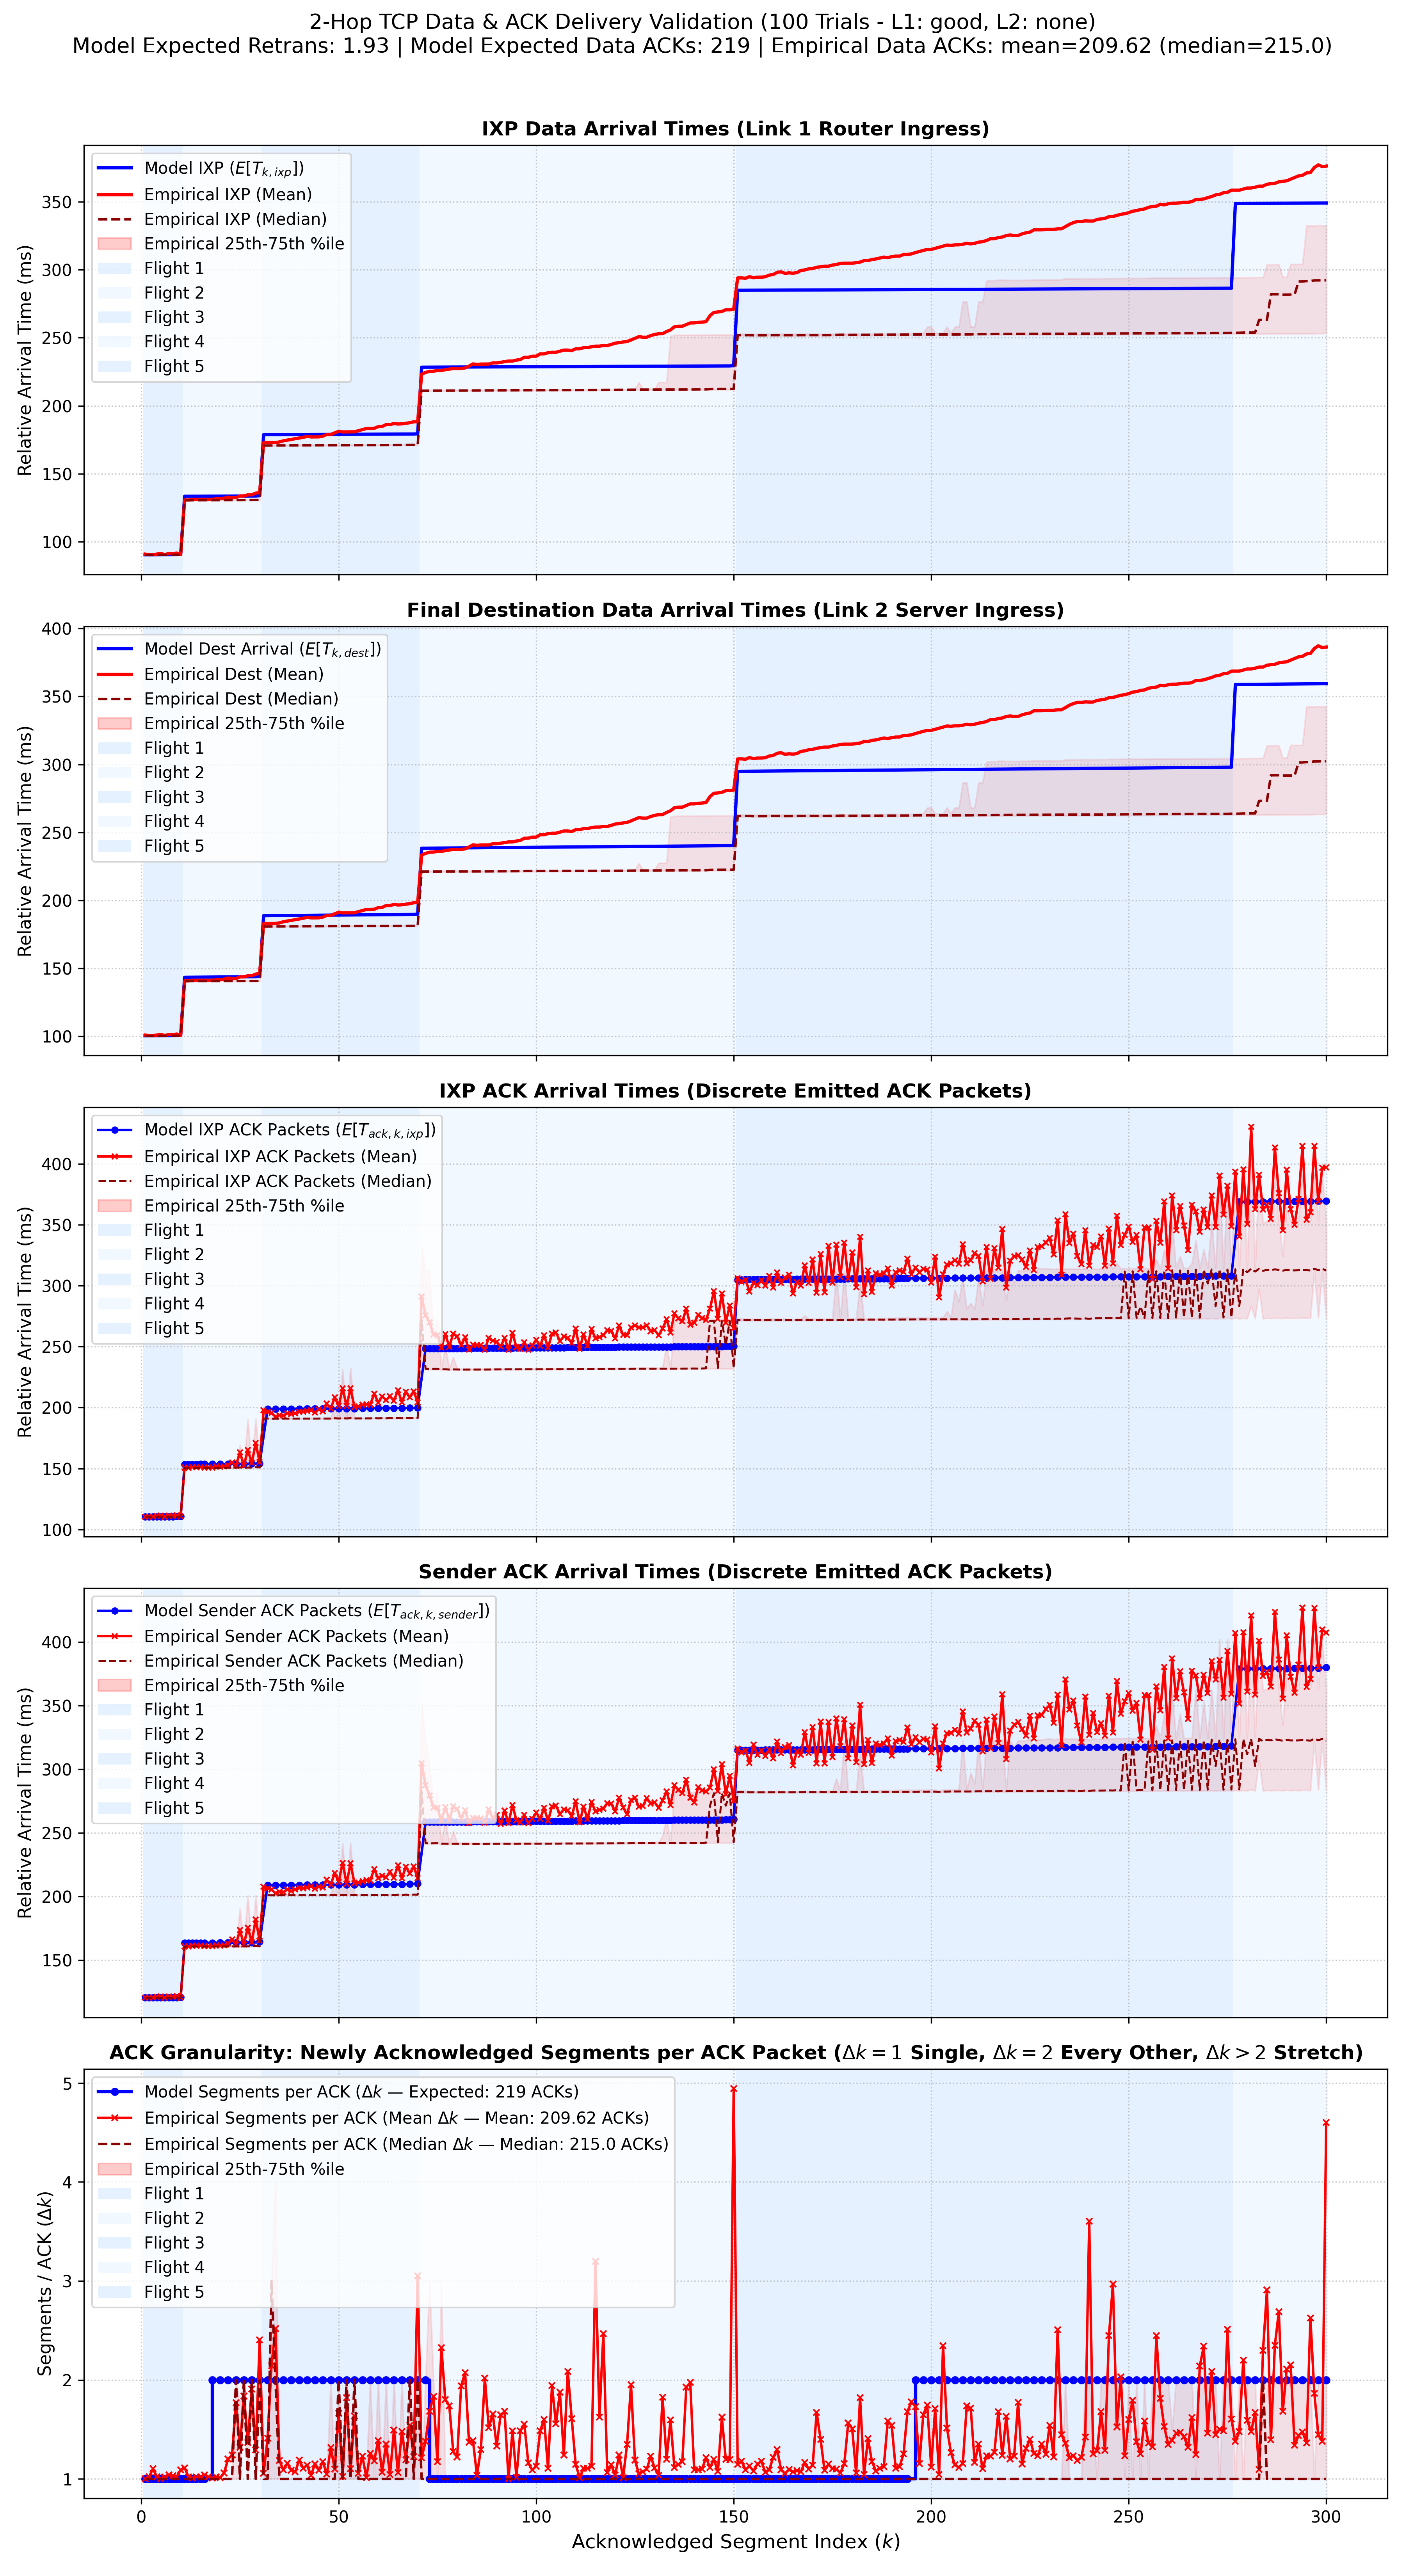 2-Hop TCP Data & ACK Delivery Validation (100 Trials - L1: good, L2: none)
Model Expected Retrans: 1.93 | Model Expected Data ACKs: 219 | Empirical Data ACKs: mean=209.62 (median=215.0)
IXP Data Arrival Times (Link 1 Router Ingress)
Relative Arrival Time (ms)
350
300
250
200
150
100
Model IXP (E[T_{k,ixp}])
Empirical IXP (Mean)
Empirical IXP (Median)
Empirical 25th-75th %ile
Flight 1
Flight 2
Flight 3
Flight 4
Flight 5
Final Destination Data Arrival Times (Link 2 Server Ingress)
Relative Arrival Time (ms)
400
350
300
250
200
150
100
Model Dest Arrival (E[T_{k,dest}])
Empirical Dest (Mean)
Empirical Dest (Median)
Empirical 25th-75th %ile
Flight 1
Flight 2
Flight 3
Flight 4
Flight 5
IXP ACK Arrival Times (Discrete Emitted ACK Packets)
Relative Arrival Time (ms)
400
350
300
250
200
150
100
Model IXP ACK Packets (E[T_{ack,k,ixp}])
Empirical IXP ACK Packets (Mean)
Empirical IXP ACK Packets (Median)
Empirical 25th-75th %ile
Flight 1
Flight 2
Flight 3
Flight 4
Flight 5
Sender ACK Arrival Times (Discrete Emitted ACK Packets)
Relative Arrival Time (ms)
400
350
300
250
200
150
Model Sender ACK Packets (E[T_{ack,k,sender}])
Empirical Sender ACK Packets (Mean)
Empirical Sender ACK Packets (Median)
Empirical 25th-75th %ile
Flight 1
Flight 2
Flight 3
Flight 4
Flight 5
ACK Granularity: Newly Acknowledged Segments per ACK Packet (Δk = 1 Single, Δk = 2 Every Other, Δk > 2 Stretch)
Segments / ACK (Δk)
5
4
3
2
1
Model Segments per ACK (Δk — Expected: 219 ACKs)
Empirical Segments per ACK (Mean Δk — Mean: 209.62 ACKs)
Empirical Segments per ACK (Median Δk — Median: 215.0 ACKs)
Empirical 25th-75th %ile
Flight 1
Flight 2
Flight 3
Flight 4
Flight 5
0 50 100 150 200 250 300
Acknowledged Segment Index (k)